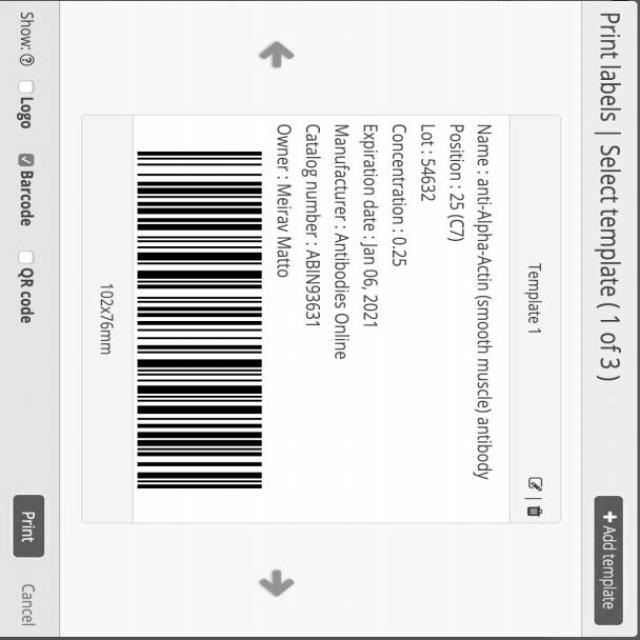 Print labels | Select template ( 1 of 3 )
+ Add template
Template 1
Name : anti-Alpha-Actin (smooth muscle) antibody
Position : 25 (C7)
Lot : 54632
Concentration : 0.25
Expiration date : Jan 06, 2021
Manufacturer : Antibodies Online
Catalog number : ABIN93631
Owner : Meirav Matto
102x76mm
Show: ? Logo Barcode QR code
Print Cancel